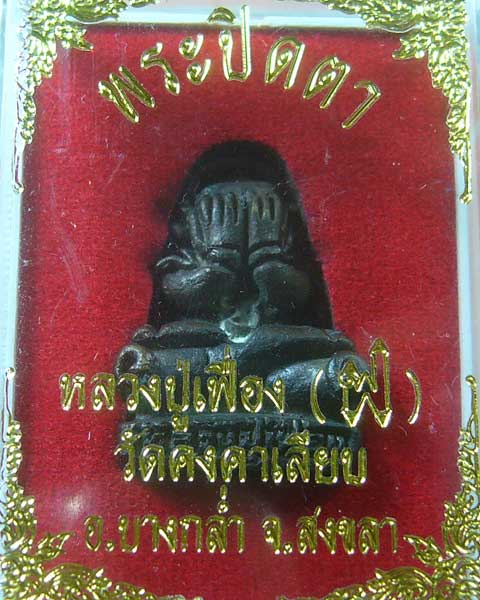 พระปิดตา
หลวงปู่เฟื่อง ( )
วัดคงคาเลียบ
อ.บางกล่ำ จ.สงขลา